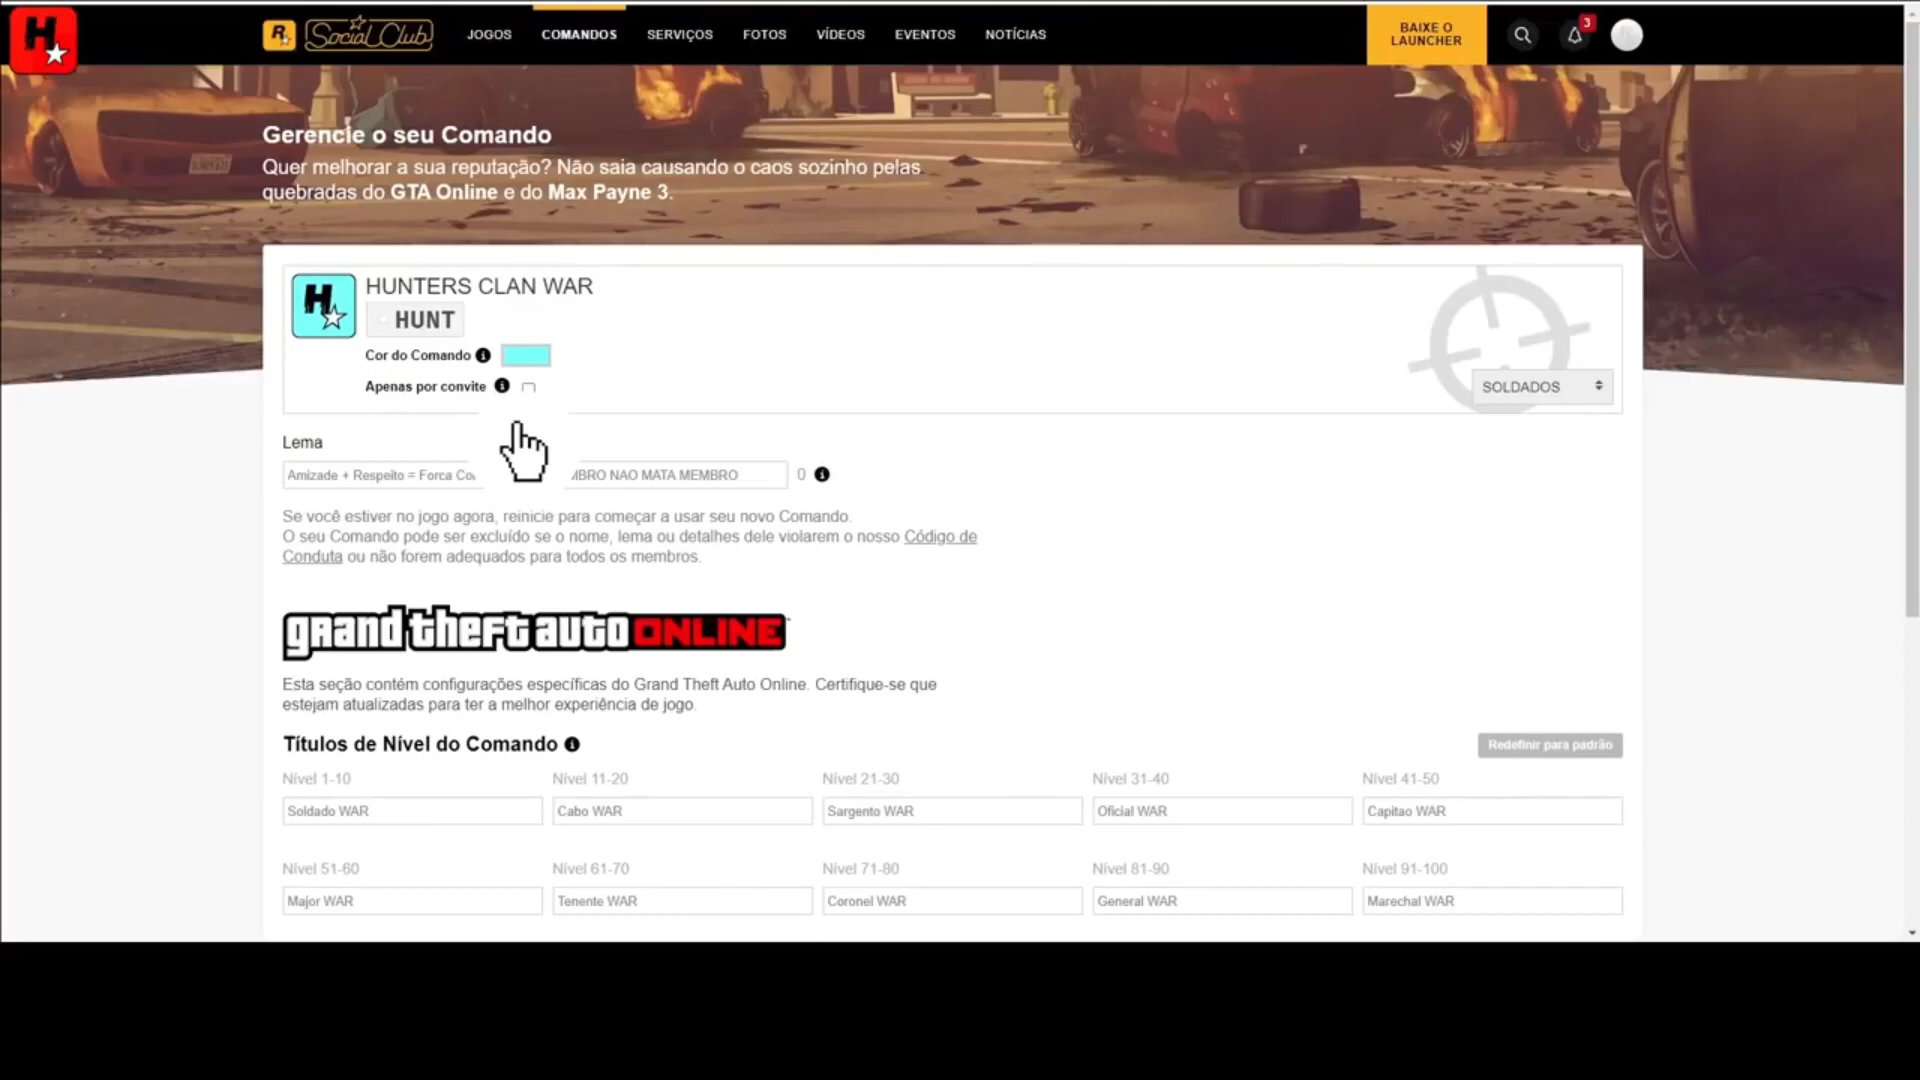 H
R
Social Club
JOGOS
COMANDOS
SERVIÇOS
FOTOS
VÍDEOS
EVENTOS
NOTÍCIAS
BAIXE O
LAUNCHER
3
Gerencie o seu Comando
Quer melhorar a sua reputação? Não saia causando o caos sozinho pelas
quebradas do GTA Online e do Max Payne 3.
H
HUNTERS CLAN WAR
HUNT
Cor do Comando
Apenas por convite
SOLDADOS
Lema
Amizade + Respeito = Forca NAO MATA MEMBRO
0
Se você estiver no jogo agora, reinicie para começar a usar seu novo Comando.
O seu Comando pode ser excluído se o nome, lema ou detalhes dele violarem o nosso Código de
Conduta ou não forem adequados para todos os membros.
grand theft auto ONLINE
Esta seção contém configurações específicas do Grand Theft Auto Online. Certifique-se que
estejam atualizadas para ter a melhor experiência de jogo.
Títulos de Nível do Comando
Redefinir para padrão
Nível 1-10
Nível 11-20
Nível 21-30
Nível 31-40
Nível 41-50
Soldado WAR
Cabo WAR
Sargento WAR
Oficial WAR
Capitao WAR
Nível 51-60
Nível 61-70
Nível 71-80
Nível 81-90
Nível 91-100
Major WAR
Tenente WAR
Coronel WAR
General WAR
Marechal WAR